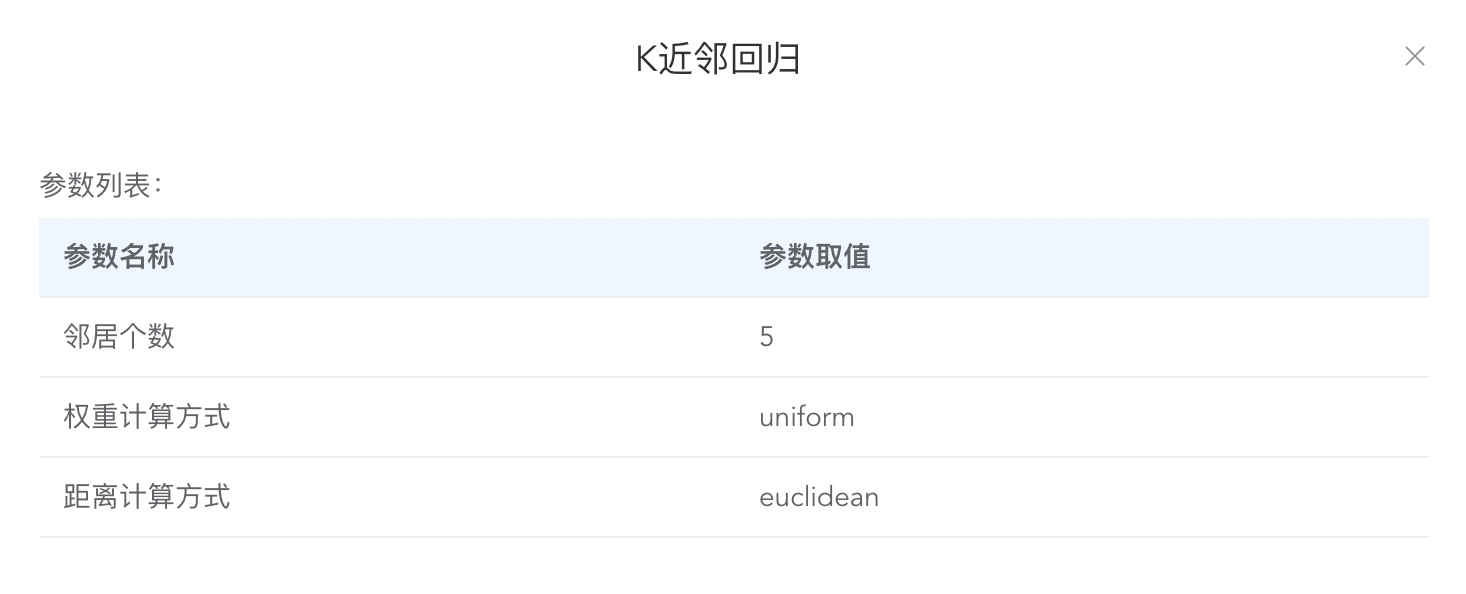 K近邻回归
参数列表：
参数名称 参数取值
邻居个数 5
权重计算方式 uniform
距离计算方式 euclidean